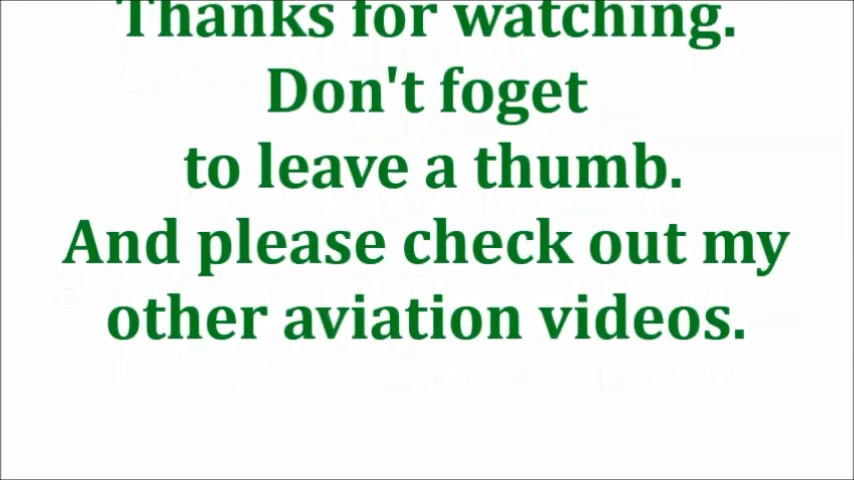 Thanks for watching.
Don't foget
to leave a thumb.
And please check out my
other aviation videos.